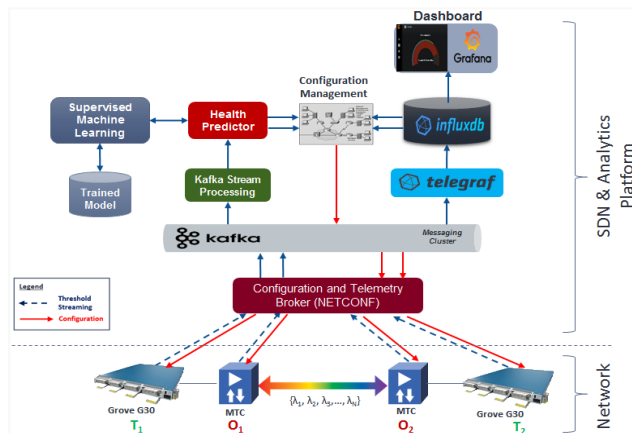 Dashboard
Grafana
Configuration
Management
Supervised
Machine
Learning
Health
Predictor
influxdb
Trained
Model
Kafka Stream
Processing
telegraf
kafka
Messaging
Cluster
SDN & Analytics
Platform
Configuration and Telemetry
Broker (NETCONF)
Legend
Threshold
Streaming
Configuration
Grove G30
T1
MTC
O1
{λ1, λ2, λ3,..., λN}
MTC
O2
Grove G30
T2
Network